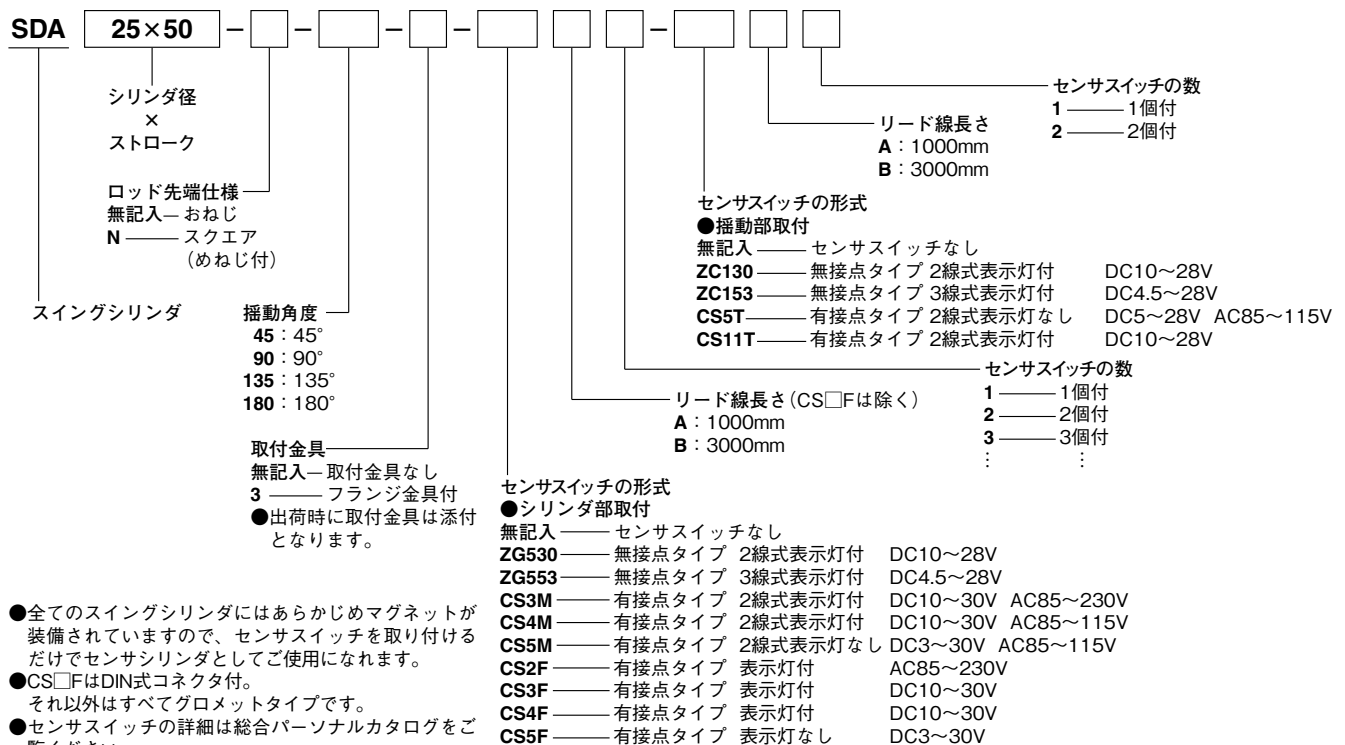 SDA 25×50 － － － － －
シリンダ径
×
ストローク
ロッド先端仕様
無記入― おねじ
N ――― スクエア
(めねじ付)
スイングシリンダ
揺動角度
45：45°
90：90°
135：135°
180：180°
取付金具
無記入― 取付金具なし
3 ――― フランジ金具付
●出荷時に取付金具は添付
となります。
センサスイッチの数
1 ――― 1個付
2 ――― 2個付
リード線長さ
A：1000mm
B：3000mm
センサスイッチの形式
●揺動部取付
無記入 ――― センサスイッチなし
ZC130 ――― 無接点タイプ 2線式表示灯付 DC10〜28V
ZC153 ――― 無接点タイプ 3線式表示灯付 DC4.5〜28V
CS5T ――― 有接点タイプ 2線式表示灯なし DC5〜28V AC85〜115V
CS11T ――― 有接点タイプ 2線式表示灯付 DC10〜28V
センサスイッチの数
1 ――― 1個付
2 ――― 2個付
3 ――― 3個付
⋮ ⋮
リード線長さ(CS□Fは除く)
A：1000mm
B：3000mm
センサスイッチの形式
●シリンダ部取付
無記入 ――― センサスイッチなし
ZG530 ――― 無接点タイプ 2線式表示灯付 DC10〜28V
ZG553 ――― 無接点タイプ 3線式表示灯付 DC4.5〜28V
CS3M ――― 有接点タイプ 2線式表示灯付 DC10〜30V AC85〜230V
CS4M ――― 有接点タイプ 2線式表示灯付 DC10〜30V AC85〜115V
CS5M ――― 有接点タイプ 2線式表示灯なし DC3〜30V AC85〜115V
CS2F ――― 有接点タイプ 表示灯付 AC85〜230V
CS3F ――― 有接点タイプ 表示灯付 DC10〜30V
CS4F ――― 有接点タイプ 表示灯付 DC10〜30V
CS5F ――― 有接点タイプ 表示灯なし DC3〜30V
●全てのスイングシリンダにはあらかじめマグネットが
装備されていますので、センサスイッチを取り付ける
だけでセンサシリンダとしてご使用になれます。
●CS□FはDIN式コネクタ付。
それ以外はすべてグロメットタイプです。
●センサスイッチの詳細は総合パーソナルカタログをご